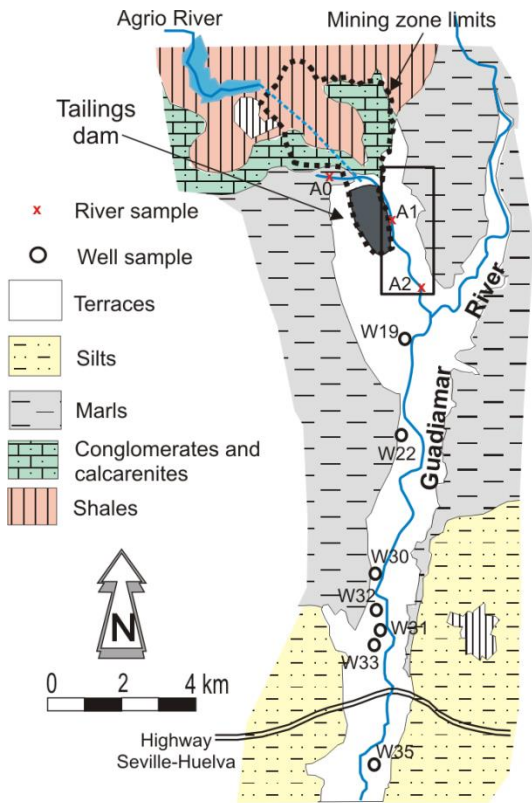 Agrio River
Mining zone limits
Tailings
dam
A0
A1
A2
x River sample
Well sample
Terraces
Silts
Marls
Conglomerates and
calcarenites
Shales
River
Guadiamar
W19
W22
W30
W32
W31
W33
W35
N
0 2 4 km
Highway
Seville-Huelva